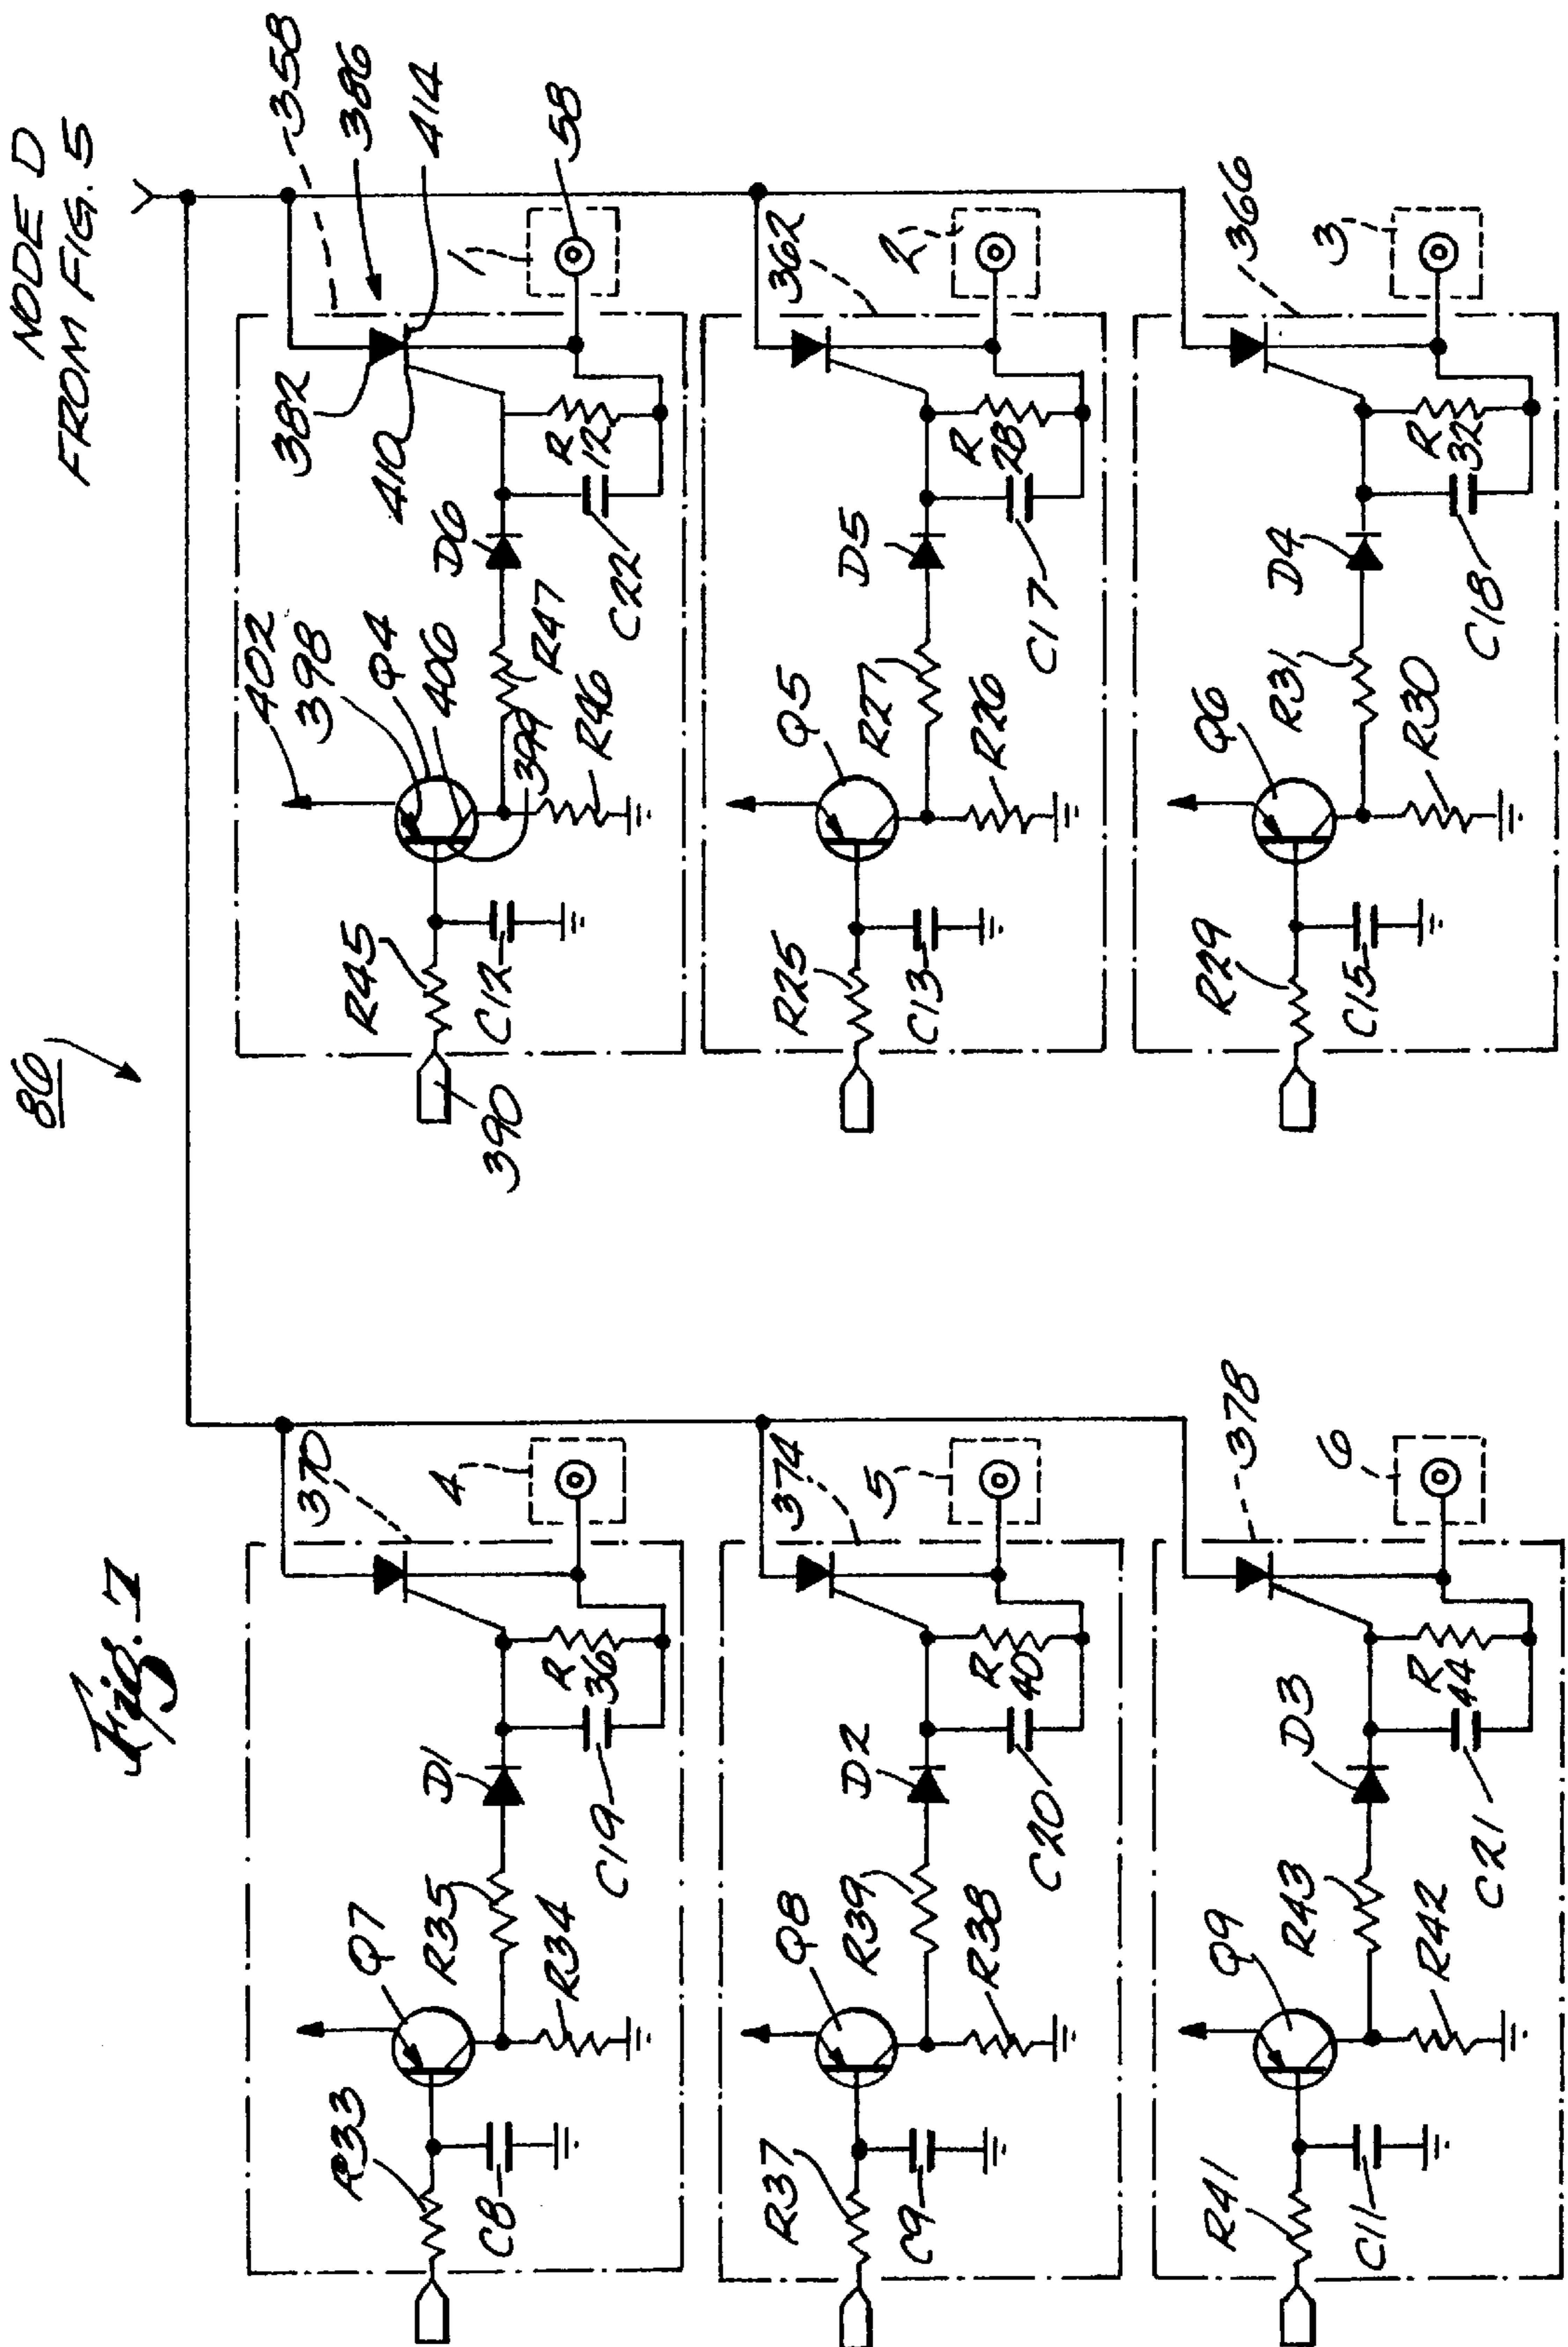 NODE D
FROM FIG. 5
86
Fig. 7
358
386
414
58
382
410
1
402
398
Q4
406
394
D6
R
12
R47
C22
R46
R45
C12
390
362
2
D5
R
28
Q5
R27
C17
R26
R25
C13
366
3
D4
R
32
Q6
R31
C18
R30
R29
C15
370
4
D1
R
36
Q7
R35
C19
R34
R33
C8
374
5
D2
R
40
Q8
R39
C20
R38
R37
C9
378
6
D3
R
44
Q9
R43
C21
R42
R41
C11